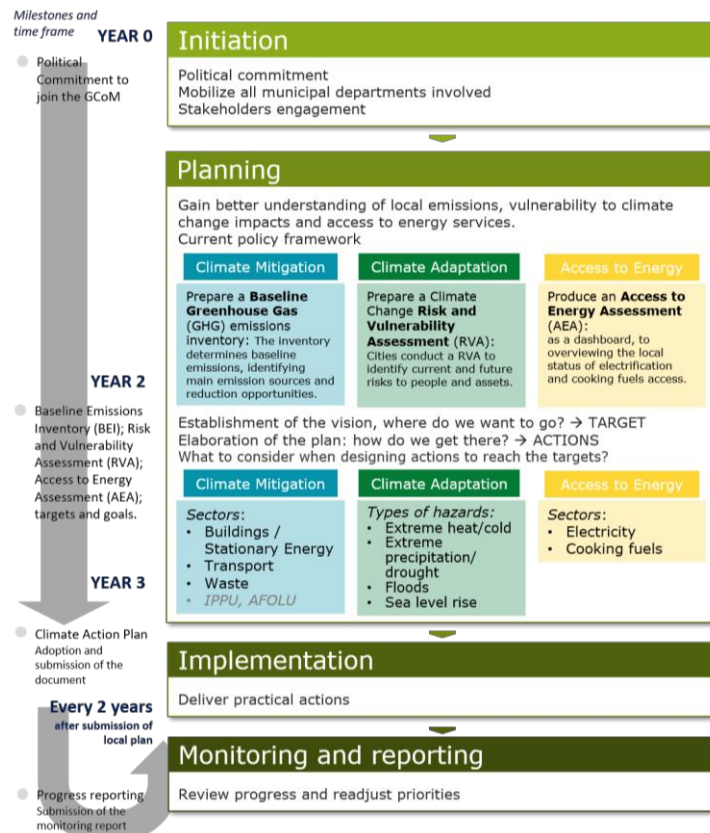 Milestones and
time frame
YEAR 0
Political
Commitment to
join the GCoM
Initiation
Political commitment
Mobilize all municipal departments involved
Stakeholders engagement
Planning
Gain better understanding of local emissions, vulnerability to climate
change impacts and access to energy services.
Current policy framework
Climate Mitigation
Prepare a Baseline
Greenhouse Gas
(GHG) emissions
inventory: The inventory
determines baseline
emissions, identifying
main emission sources and
reduction opportunities.
Climate Adaptation
Prepare a Climate
Change Risk and
Vulnerability
Assessment (RVA):
Cities conduct a RVA to
identify current and future
risks to people and assets.
Access to Energy
Produce an Access to
Energy Assessment
(AEA):
as a dashboard, to
overviewing the local
status of electrification
and cooking fuels access.
YEAR 2
Baseline Emissions
Inventory (BEI); Risk
and Vulnerability
Assessment (RVA);
Access to Energy
Assessment (AEA);
targets and goals.
Establishment of the vision, where do we want to go? → TARGET
Elaboration of the plan: how do we get there? → ACTIONS
What to consider when designing actions to reach the targets?
Climate Mitigation
Sectors:
• Buildings /
Stationary Energy
• Transport
• Waste
• IPPU, AFOLU
Climate Adaptation
Types of hazards:
• Extreme heat/cold
• Extreme
precipitation/
drought
• Floods
• Sea level rise
Access to Energy
Sectors:
• Electricity
• Cooking fuels
YEAR 3
Climate Action Plan
Adoption and
submission of the
document
Implementation
Deliver practical actions
Every 2 years
after submission of
local plan
Monitoring and reporting
Review progress and readjust priorities
Progress reporting
Submission of the
monitoring report